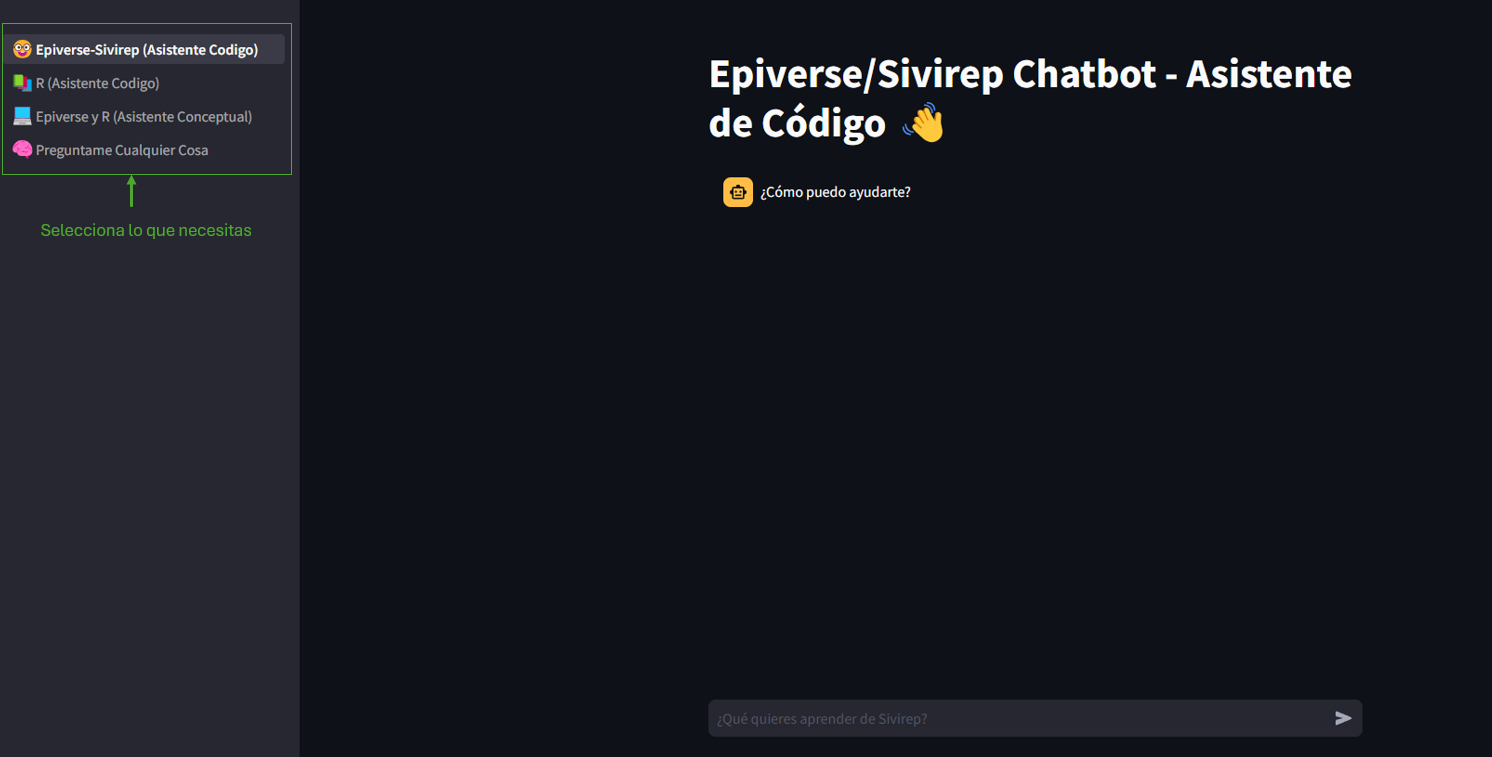 Epiverse-Sivirep (Asistente Codigo)
R (Asistente Codigo)
Epiverse y R (Asistente Conceptual)
Preguntame Cualquier Cosa
Selecciona lo que necesitas
Epiverse/Sivirep Chatbot - Asistente
de Código
¿Cómo puedo ayudarte?
¿Qué quieres aprender de Sivirep?